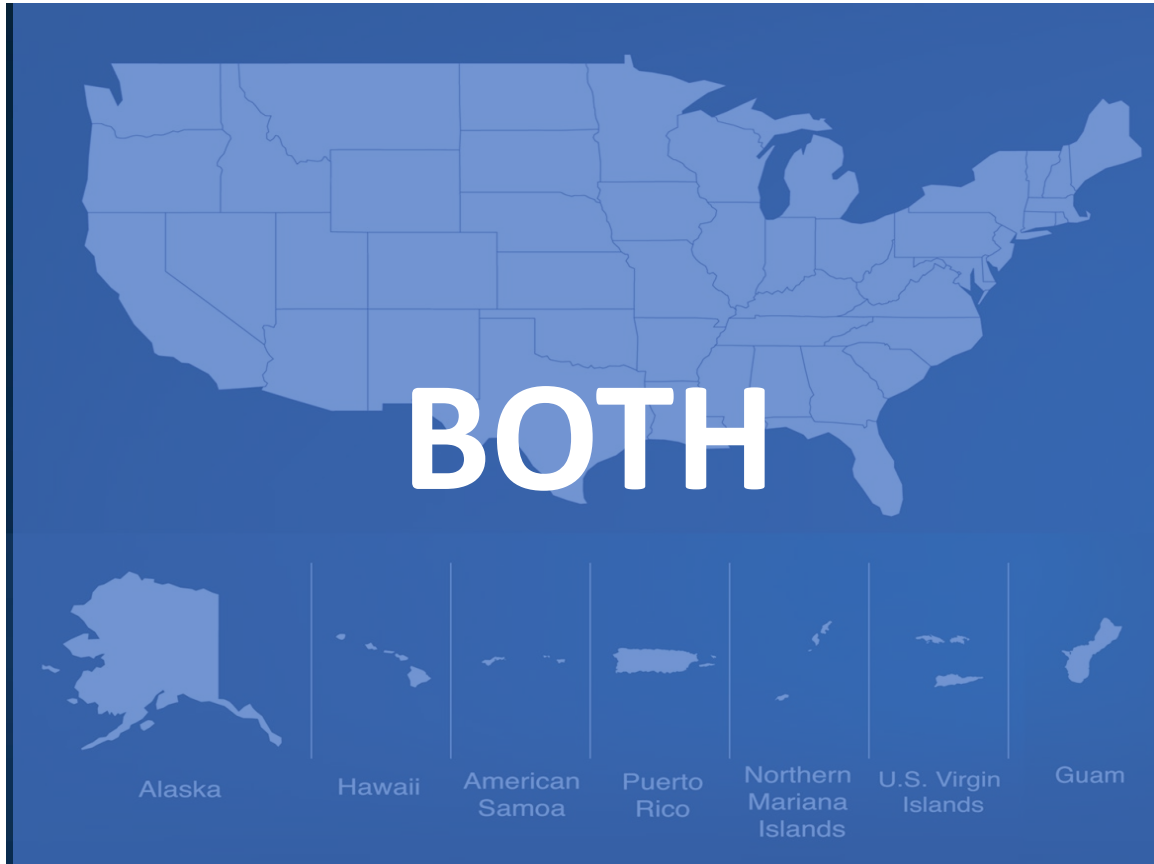 BOTH
Alaska
Hawaii
American
Samoa
Puerto
Rico
Northern
Mariana
Islands
U.S. Virgin
Islands
Guam